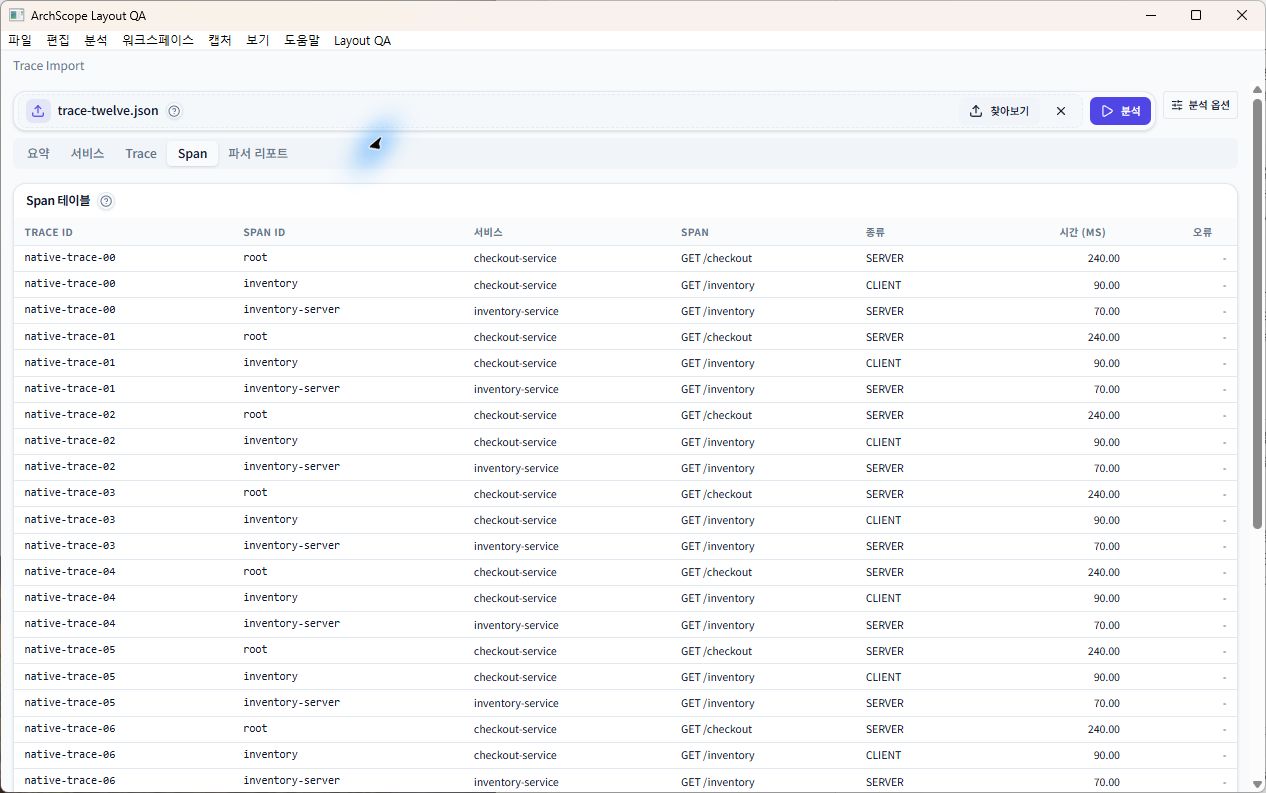 ArchScope Layout QA
파일 편집 분석 워크스페이스 캡처 보기 도움말 Layout QA
Trace Import
trace-twelve.json 찾아보기 분석 분석 옵션
요약 서비스 Trace Span 파서 리포트
Span 테이블
TRACE ID SPAN ID 서비스 SPAN 종류 시간 (MS) 오류
native-trace-00 root checkout-service GET /checkout SERVER 240.00 -
native-trace-00 inventory checkout-service GET /inventory CLIENT 90.00 -
native-trace-00 inventory-server inventory-service GET /inventory SERVER 70.00 -
native-trace-01 root checkout-service GET /checkout SERVER 240.00 -
native-trace-01 inventory checkout-service GET /inventory CLIENT 90.00 -
native-trace-01 inventory-server inventory-service GET /inventory SERVER 70.00 -
native-trace-02 root checkout-service GET /checkout SERVER 240.00 -
native-trace-02 inventory checkout-service GET /inventory CLIENT 90.00 -
native-trace-02 inventory-server inventory-service GET /inventory SERVER 70.00 -
native-trace-03 root checkout-service GET /checkout SERVER 240.00 -
native-trace-03 inventory checkout-service GET /inventory CLIENT 90.00 -
native-trace-03 inventory-server inventory-service GET /inventory SERVER 70.00 -
native-trace-04 root checkout-service GET /checkout SERVER 240.00 -
native-trace-04 inventory checkout-service GET /inventory CLIENT 90.00 -
native-trace-04 inventory-server inventory-service GET /inventory SERVER 70.00 -
native-trace-05 root checkout-service GET /checkout SERVER 240.00 -
native-trace-05 inventory checkout-service GET /inventory CLIENT 90.00 -
native-trace-05 inventory-server inventory-service GET /inventory SERVER 70.00 -
native-trace-06 root checkout-service GET /checkout SERVER 240.00 -
native-trace-06 inventory checkout-service GET /inventory CLIENT 90.00 -
native-trace-06 inventory-server inventory-service GET /inventory SERVER 70.00 -